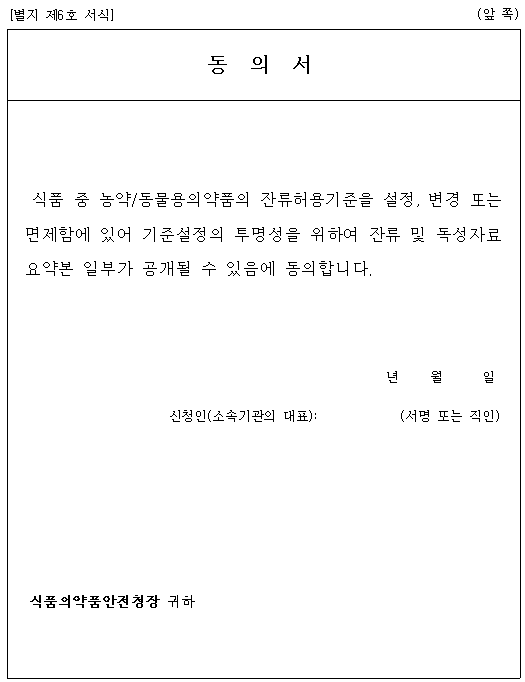 [별지 제6호 서식] (앞 쪽)
동 의 서
식품 중 농약/동물용의약품의 잔류허용기준을 설정, 변경 또는
면제함에 있어 기준설정의 투명성을 위하여 잔류 및 독성자료
요약본 일부가 공개될 수 있음에 동의합니다.
년 월 일
신청인(소속기관의 대표): (서명 또는 직인)
식품의약품안전청장 귀하